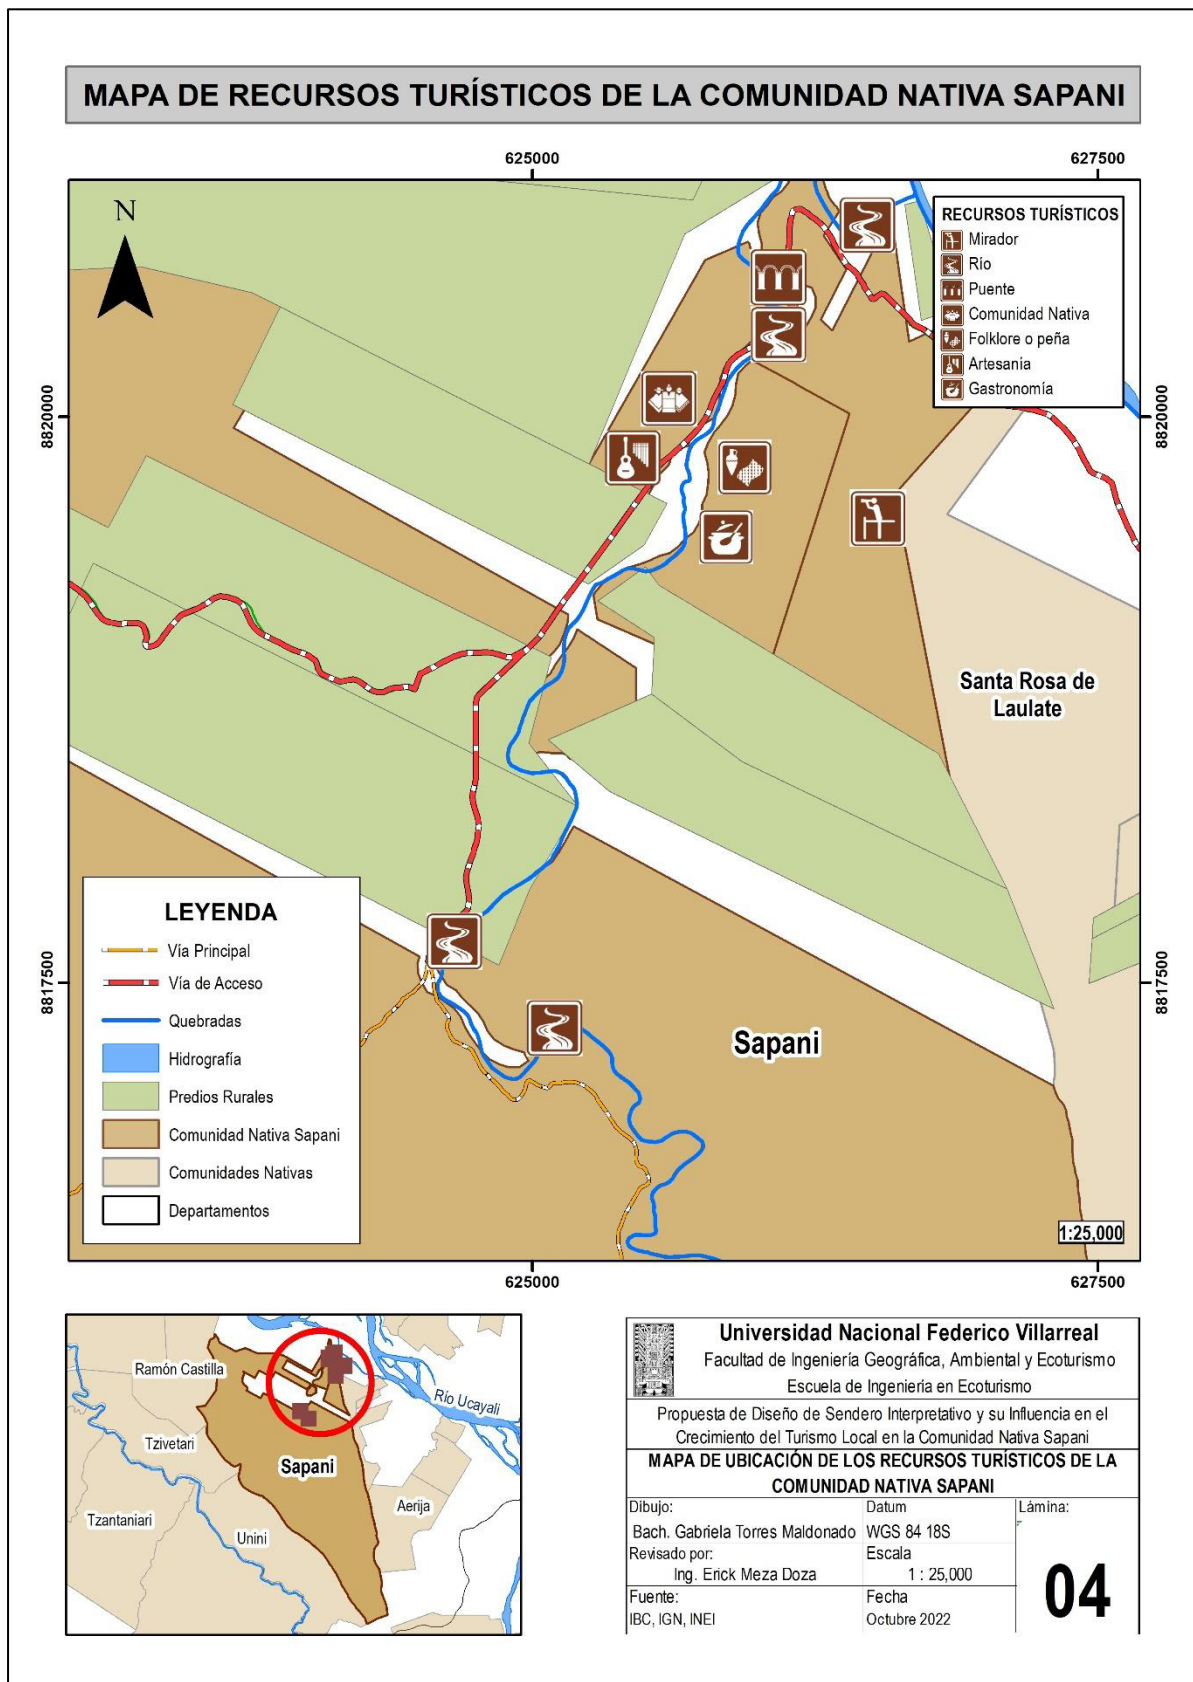 MAPA DE RECURSOS TURÍSTICOS DE LA COMUNIDAD NATIVA SAPANI
625000
627500
N
RECURSOS TURÍSTICOS
Mirador
Río
Puente
Comunidad Nativa
Folklore o peña
Artesanía
Gastronomía
8820000
8820000
Santa Rosa de
Laulate
LEYENDA
Vía Principal
Vía de Acceso
Quebradas
Hidrografía
Predios Rurales
Comunidad Nativa Sapani
Comunidades Nativas
Departamentos
8817500
8817500
Sapani
1:25,000
625000
627500
Ramón Castilla
Río Ucayali
Tzivetari
Sapani
Tzantaniari
Unini
Aerija
Universidad Nacional Federico Villarreal
Facultad de Ingeniería Geográfica, Ambiental y Ecoturismo
Escuela de Ingeniería en Ecoturismo
Propuesta de Diseño de Sendero Interpretativo y su Influencia en el
Crecimiento del Turismo Local en la Comunidad Nativa Sapani
MAPA DE UBICACIÓN DE LOS RECURSOS TURÍSTICOS DE LA
COMUNIDAD NATIVA SAPANI
Dibujo:
Bach. Gabriela Torres Maldonado
Datum
WGS 84 18S
Lámina:
Revisado por:
Ing. Erick Meza Doza
Escala
1 : 25,000
04
Fuente:
IBC, IGN, INEI
Fecha
Octubre 2022